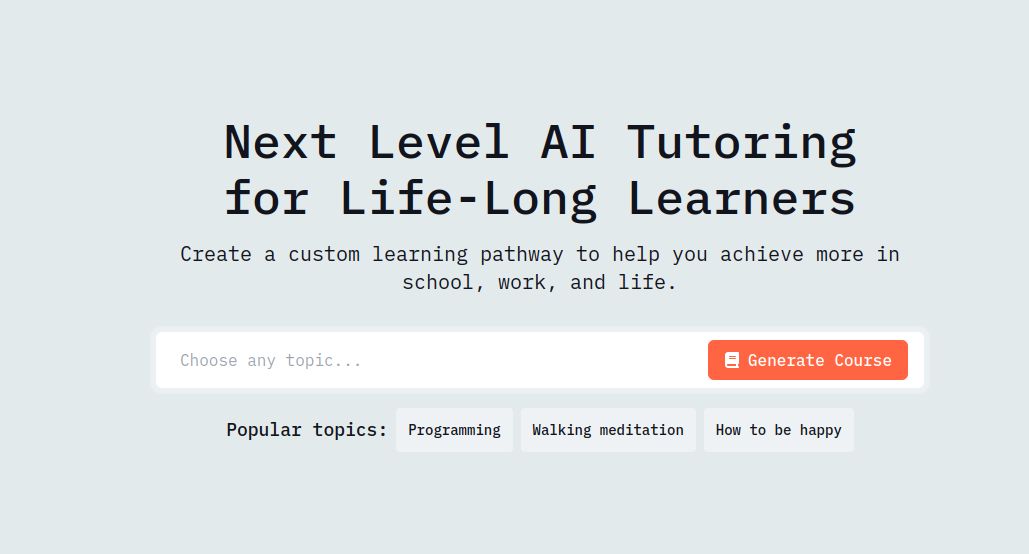 Next Level AI Tutoring
for Life-Long Learners
Create a custom learning pathway to help you achieve more in
school, work, and life.
Choose any topic... Generate Course
Popular topics: Programming Walking meditation How to be happy